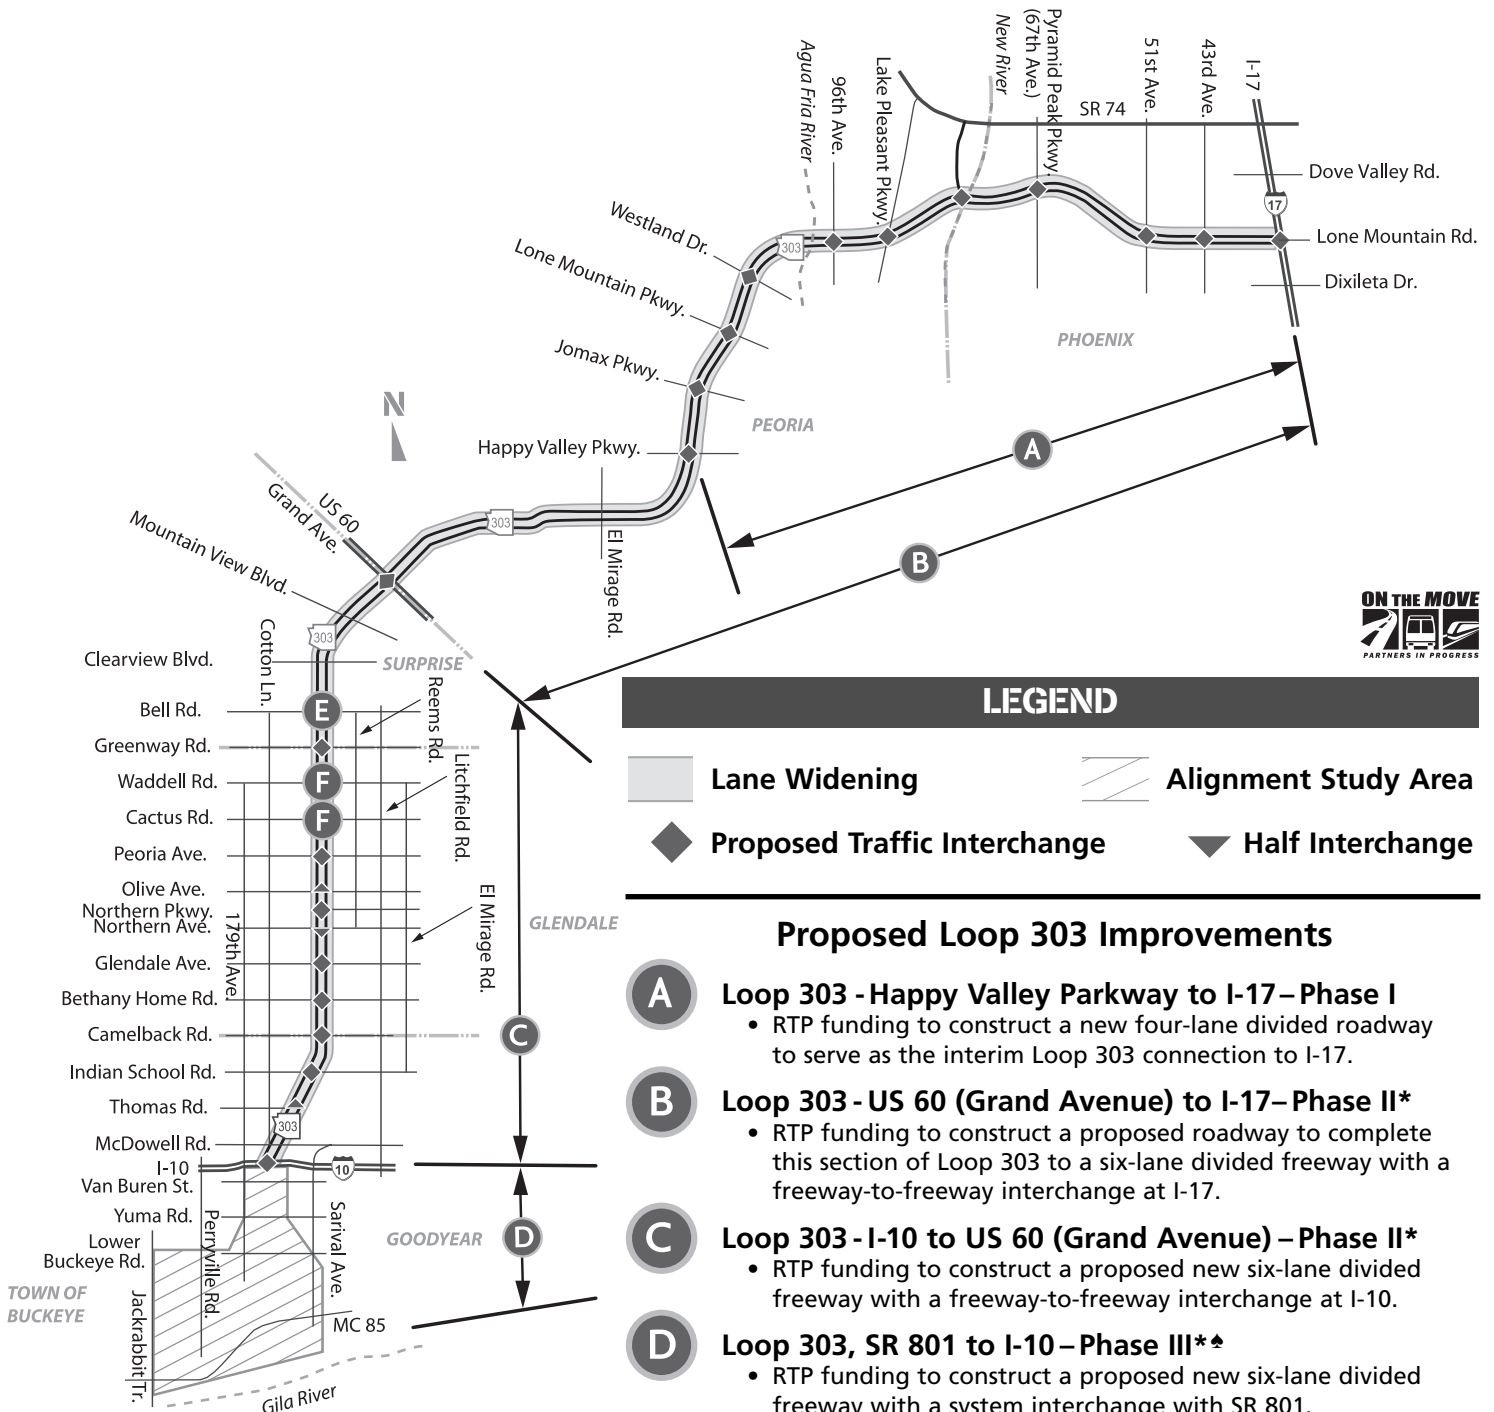 Agua Fria River
96th Ave.
Lake Pleasant Pkwy.
New River
Pyramid Peak Pkwy.
(67th Ave.)
51st Ave.
43rd Ave.
I-17
SR 74
Dove Valley Rd.
17
Lone Mountain Rd.
Dixileta Dr.
Westland Dr.
303
Lone Mountain Pkwy.
Jomax Pkwy.
PHOENIX
PEORIA
N
Happy Valley Pkwy.
A
US 60
Grand Ave.
303
El Mirage Rd.
B
Mountain View Blvd.
303
Cotton Ln.
Clearview Blvd.
SURPRISE
Reems Rd.
Bell Rd.
E
Greenway Rd.
Litchfield Rd.
Waddell Rd.
F
Cactus Rd.
F
Peoria Ave.
Olive Ave.
Northern Pkwy.
Northern Ave.
179th Ave.
El Mirage Rd.
GLENDALE
Glendale Ave.
Bethany Home Rd.
Camelback Rd.
C
Indian School Rd.
Thomas Rd.
303
McDowell Rd.
I-10
10
Van Buren St.
Yuma Rd.
Perryville Rd.
Sarival Ave.
GOODYEAR
D
Lower
Buckeye Rd.
TOWN OF
BUCKEYE
Jackrabbit Tr.
MC 85
Gila River
ON THE MOVE
PARTNERS IN PROGRESS
LEGEND
Lane Widening
Alignment Study Area
Proposed Traffic Interchange
Half Interchange
Proposed Loop 303 Improvements
A
Loop 303 - Happy Valley Parkway to I-17 – Phase I
• RTP funding to construct a new four-lane divided roadway
to serve as the interim Loop 303 connection to I-17.
B
Loop 303 - US 60 (Grand Avenue) to I-17– Phase II*
• RTP funding to construct a proposed roadway to complete
this section of Loop 303 to a six-lane divided freeway with a
freeway-to-freeway interchange at I-17.
C
Loop 303 - I-10 to US 60 (Grand Avenue) – Phase II*
• RTP funding to construct a proposed new six-lane divided
freeway with a freeway-to-freeway interchange at I-10.
D
Loop 303, SR 801 to I-10 – Phase III*♠
• RTP funding to construct a proposed new six-lane divided
freeway with a system interchange with SR 801.